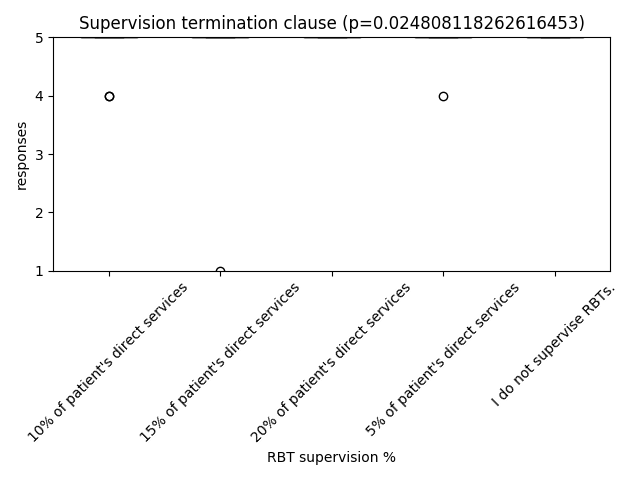 Supervision termination clause (p=0.024808118262616453)
5
4
3
2
1
responses
10% of patient's direct services
15% of patient's direct services
20% of patient's direct services
5% of patient's direct services
I do not supervise RBTs.
RBT supervision %